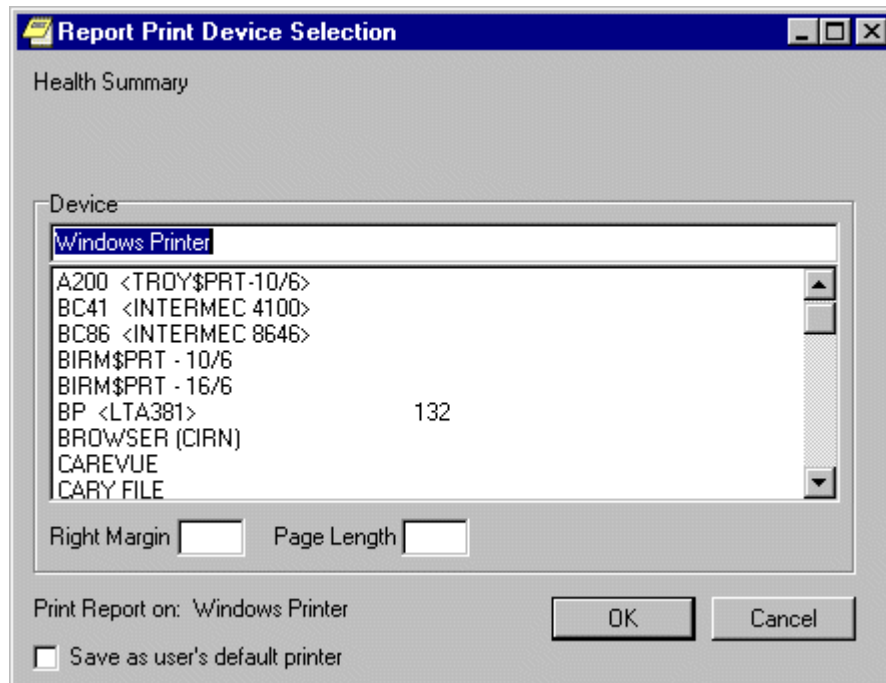 Report Print Device Selection
Health Summary
Device
Windows Printer
A200 <TROY$PRT-10/6>
BC41 <INTERMEC 4100>
BC86 <INTERMEC 8646>
BIRM$PRT - 10/6
BIRM$PRT - 16/6
BP <LTA381> 132
BROWSER (CIRN)
CAREVUE
CARY FILE
Right Margin Page Length
Print Report on: Windows Printer
OK Cancel
Save as user's default printer